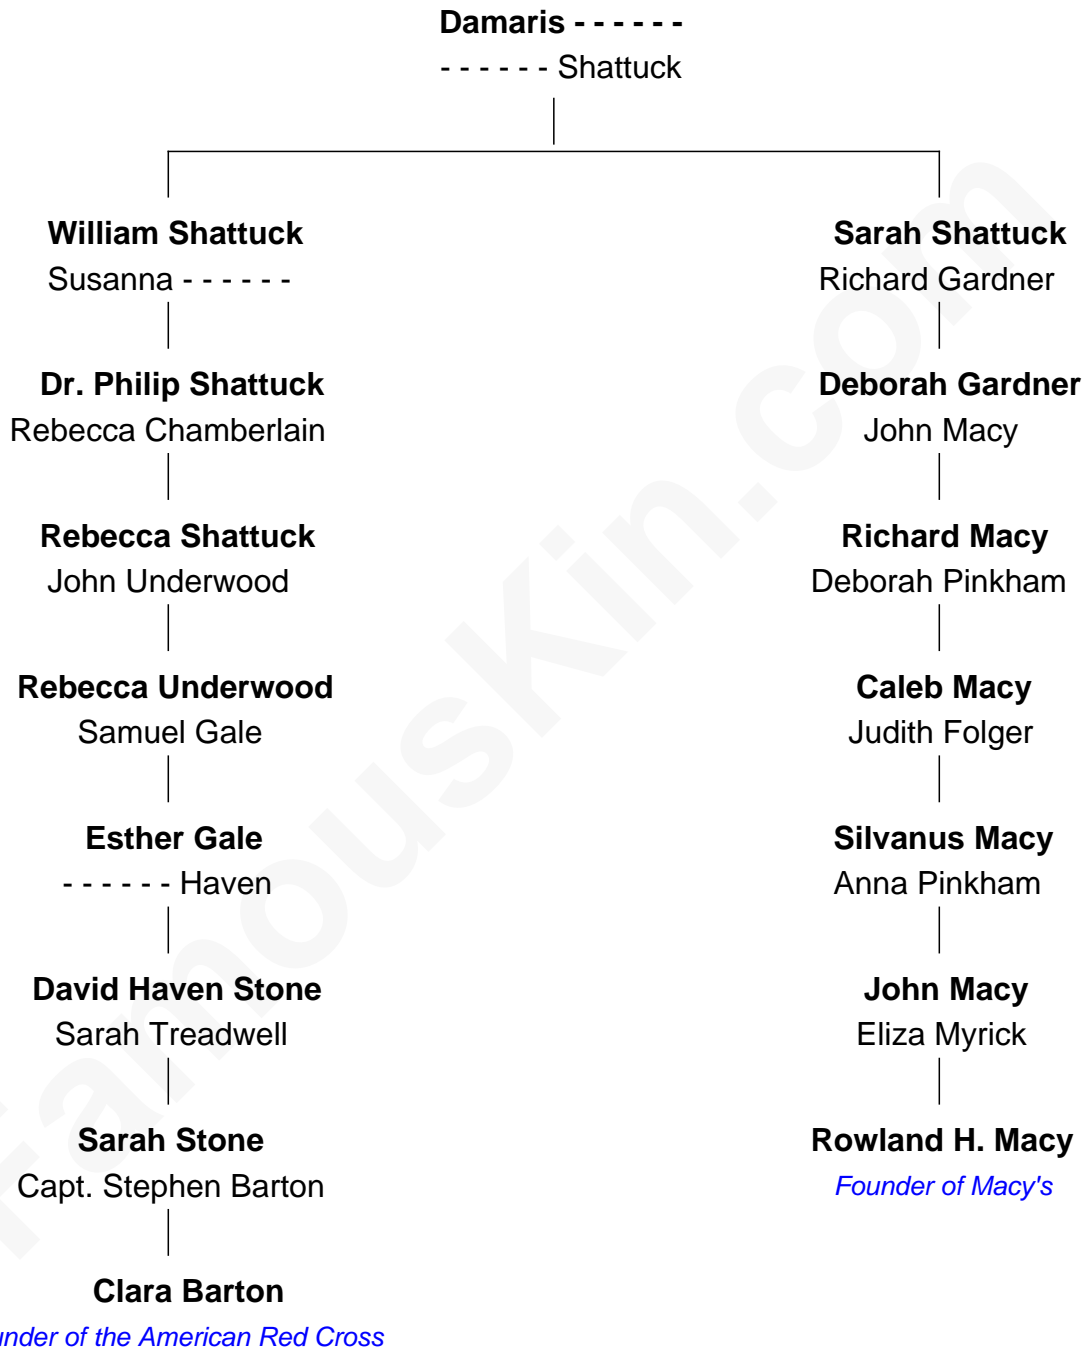 Damaris - - - - - -
- - - - - - Shattuck
William Shattuck
Susanna - - - - - -
Sarah Shattuck
Richard Gardner
Dr. Philip Shattuck
Rebecca Chamberlain
Deborah Gardner
John Macy
Rebecca Shattuck
John Underwood
Richard Macy
Deborah Pinkham
Rebecca Underwood
Samuel Gale
Caleb Macy
Judith Folger
Esther Gale
- - - - - - Haven
Silvanus Macy
Anna Pinkham
David Haven Stone
Sarah Treadwell
John Macy
Eliza Myrick
Sarah Stone
Capt. Stephen Barton
Rowland H. Macy
Founder of Macy's
Clara Barton
under of the American Red Cross
FamousKin.com